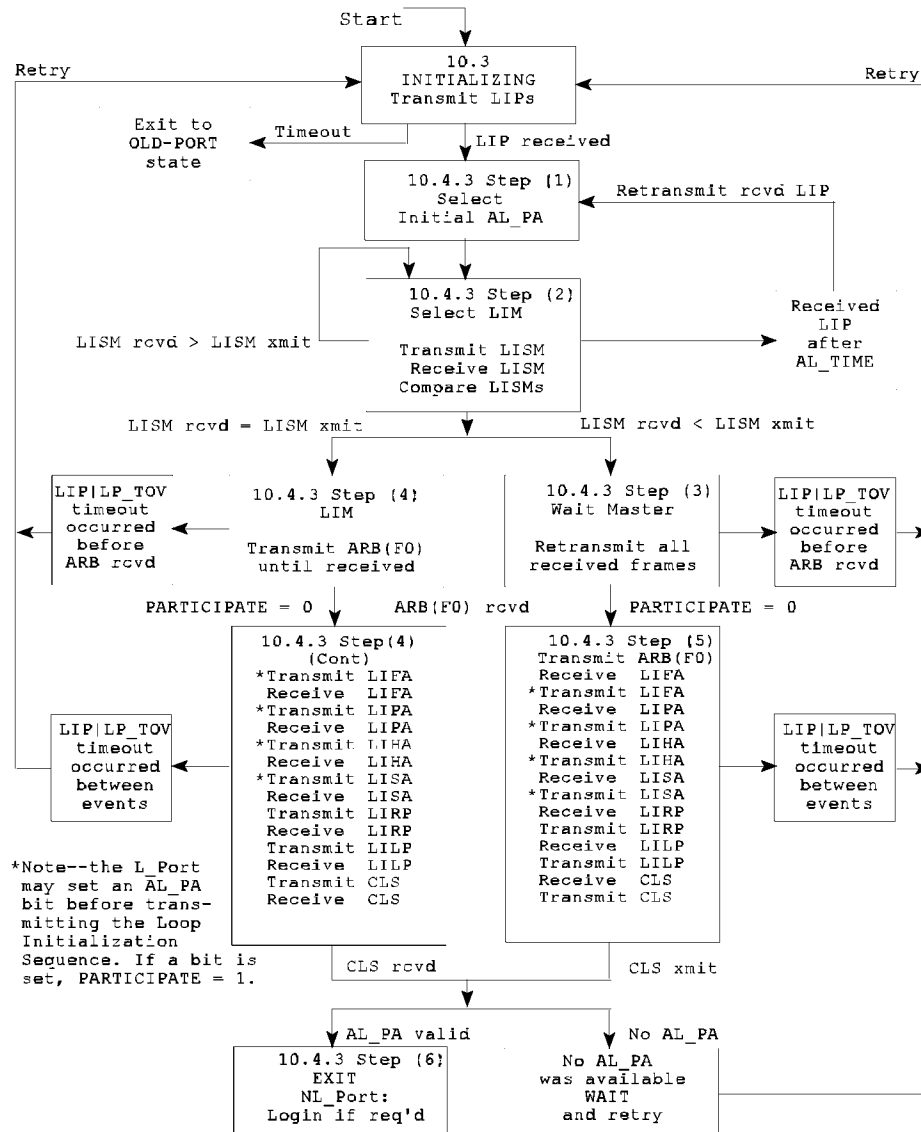 Start
10.3
INITIALIZING
Transmit LIPs
Retry
Retry
Exit to
OLD-PORT
state
Timeout
LIP received
10.4.3 Step (1)
Select
Initial AL_PA
Retransmit rcvd LIP
10.4.3 Step (2)
Select LIM
Transmit LISM
Receive LISM
Compare LISMs
LISM rcvd > LISM xmit
Received
LIP
after
AL_TIME
LISM rcvd = LISM xmit
LISM rcvd < LISM xmit
LIP|LP_TOV
timeout
occurred
before
ARB rcvd
10.4.3 Step (4)
LIM
Transmit ARB(F0)
until received
10.4.3 Step (3)
Wait Master
Retransmit all
received frames
LIP|LP_TOV
timeout
occurred
before
ARB rcvd
PARTICIPATE = 0
ARB(F0) rcvd
PARTICIPATE = 0
10.4.3 Step(4)
(Cont)
*Transmit LIFA
Receive LIFA
*Transmit LIPA
Receive LIPA
*Transmit LIHA
Receive LIHA
*Transmit LISA
Receive LISA
Transmit LIRP
Receive LIRP
Transmit LILP
Receive LILP
Transmit CLS
Receive CLS
10.4.3 Step (5)
Transmit ARB(F0)
Receive LIFA
*Transmit LIFA
Receive LIPA
*Transmit LIPA
Receive LIHA
*Transmit LIHA
Receive LISA
*Transmit LISA
Receive LIRP
Transmit LIRP
Receive LILP
Transmit LILP
Receive CLS
Transmit CLS
LIP|LP_TOV
timeout
occurred
between
events
LIP|LP_TOV
timeout
occurred
between
events
*Note--the L_Port
may set an AL_PA
bit before trans-
mitting the Loop
Initialization
Sequence. If a bit is
set, PARTICIPATE = 1.
CLS rcvd
CLS xmit
AL_PA valid
No AL_PA
10.4.3 Step (6)
EXIT
NL_Port:
Login if req'd
No AL_PA
was available
WAIT
and retry